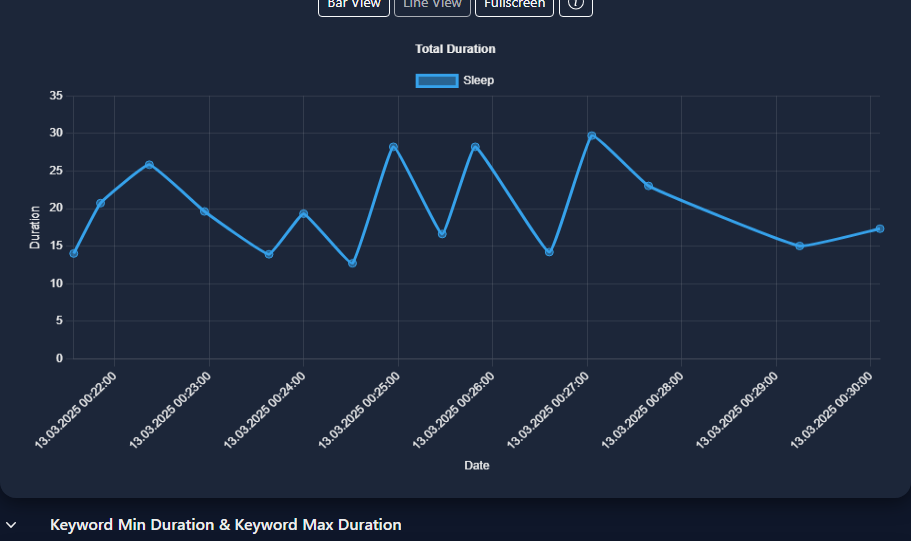 Bar View Line View Fullscreen i
Total Duration
Sleep
35
30
25
20
15
10
5
0
Duration
13.03.2025 00:22:00
13.03.2025 00:23:00
13.03.2025 00:24:00
13.03.2025 00:25:00
13.03.2025 00:26:00
13.03.2025 00:27:00
13.03.2025 00:28:00
13.03.2025 00:29:00
13.03.2025 00:30:00
Date
Keyword Min Duration & Keyword Max Duration